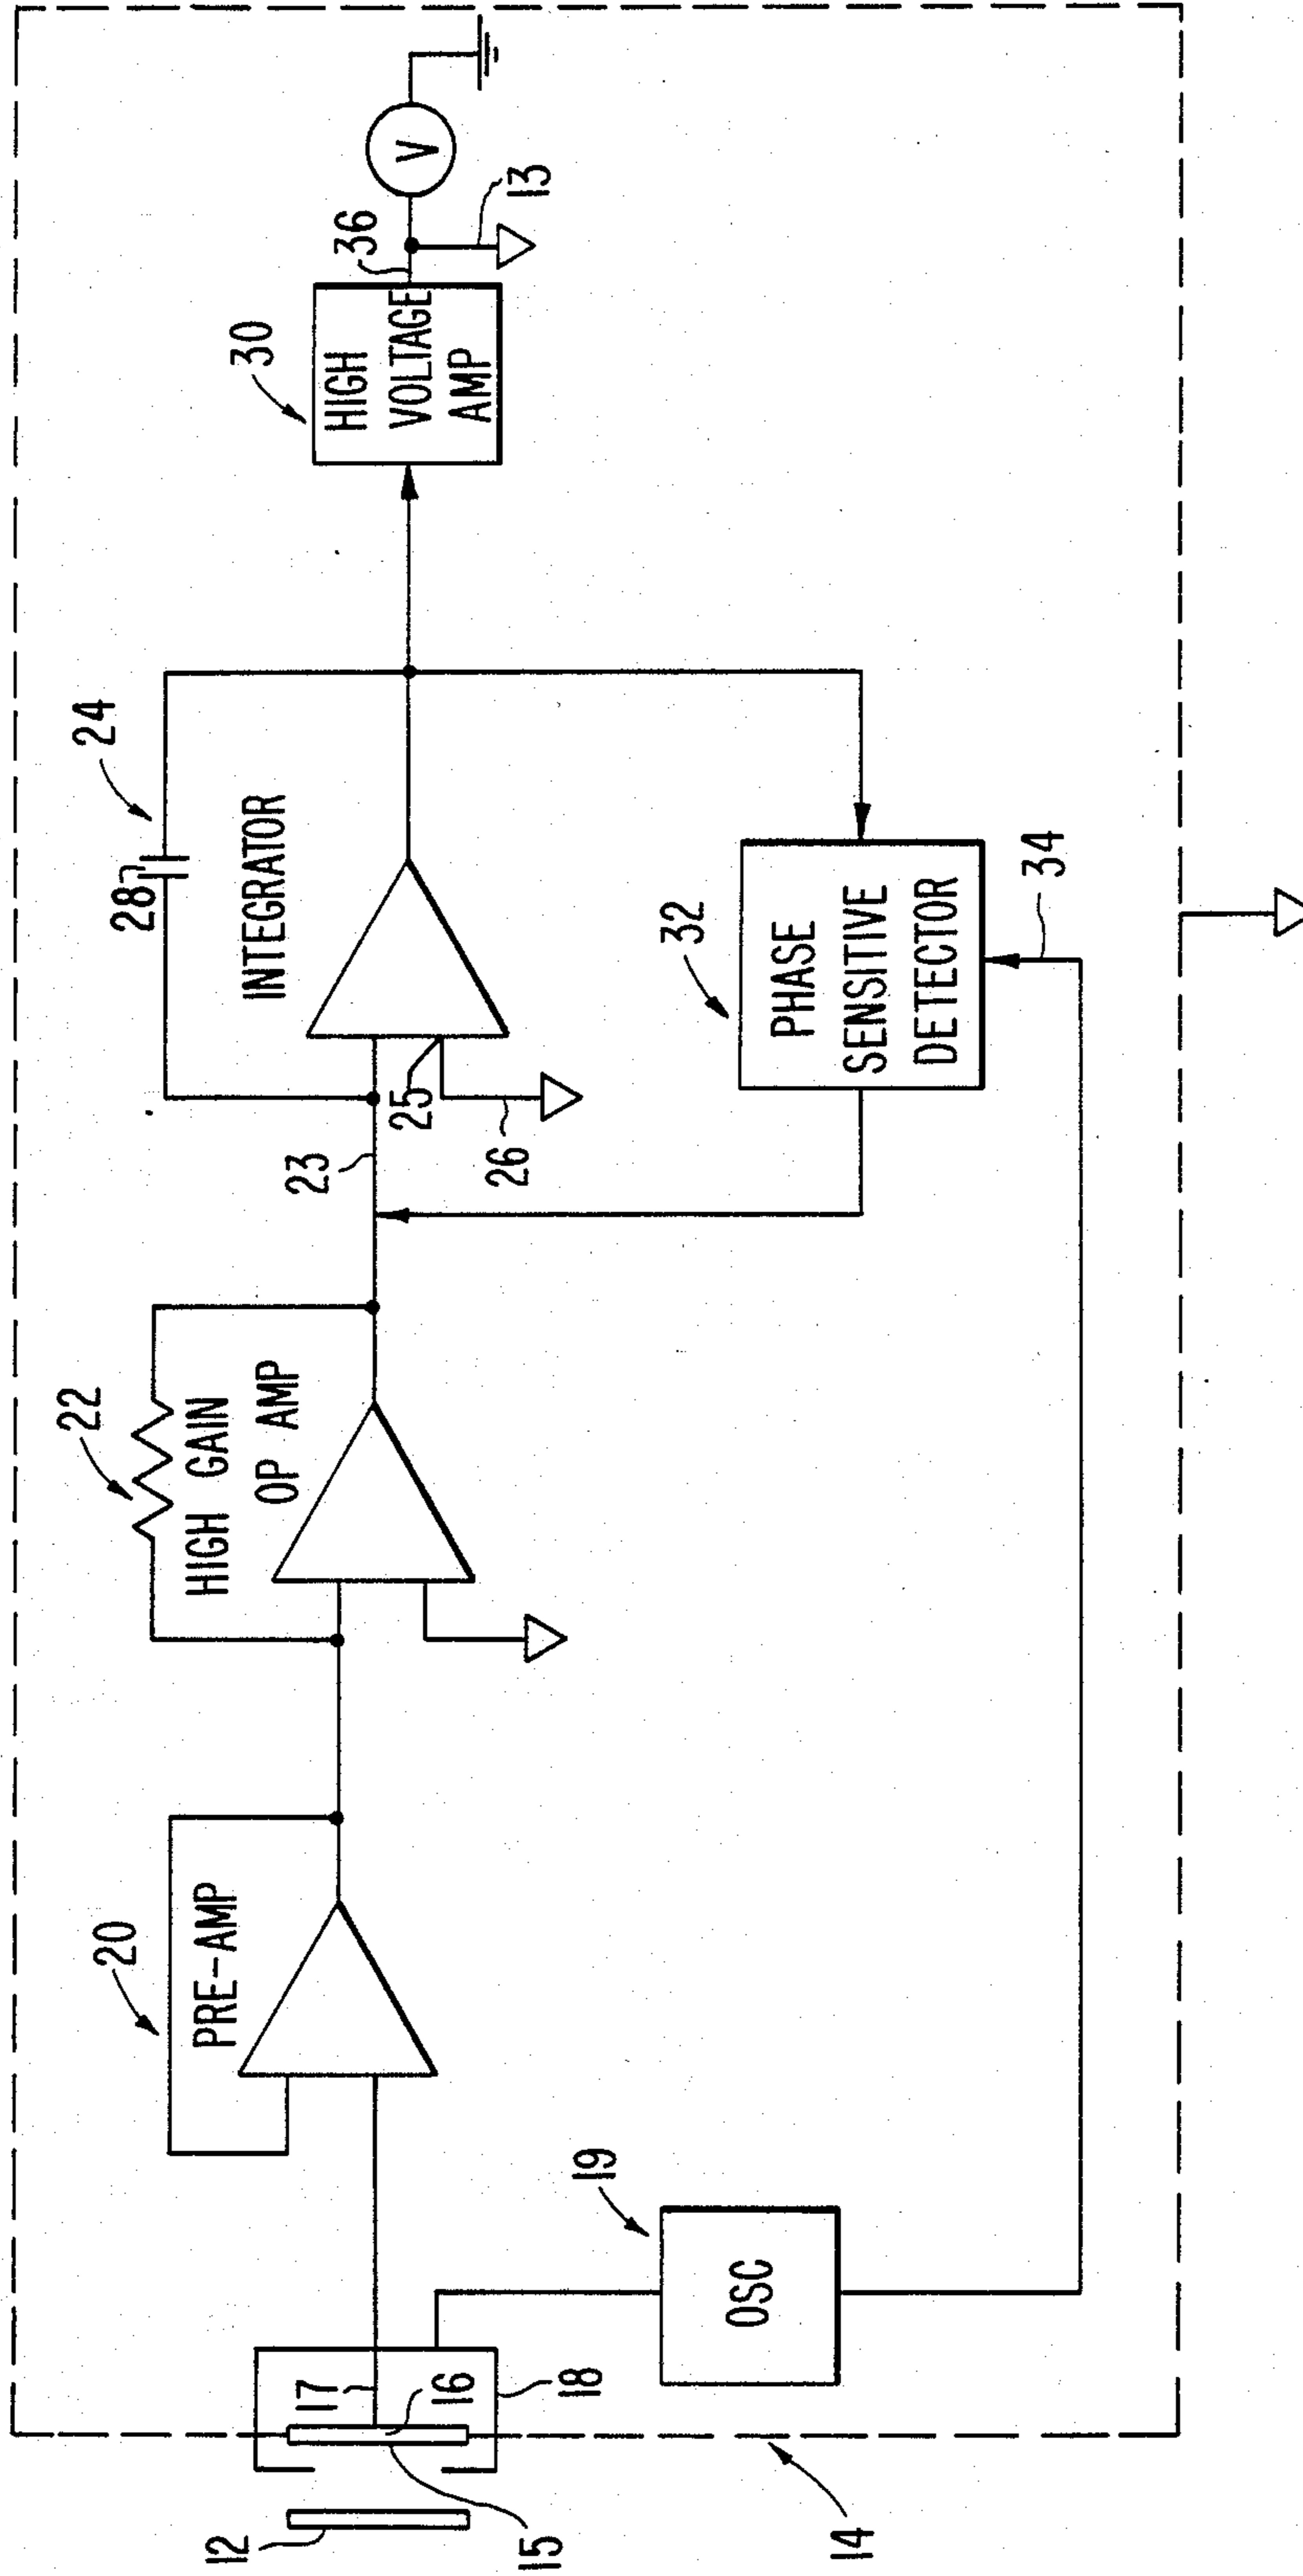 12
15
14
17
16
18
19
OSC
20
PRE-AMP
22
HIGH GAIN
OP AMP
23
25
26
24
28
INTEGRATOR
32
PHASE
SENSITIVE
DETECTOR
34
30
HIGH
VOLTAGE
AMP
36
13
V